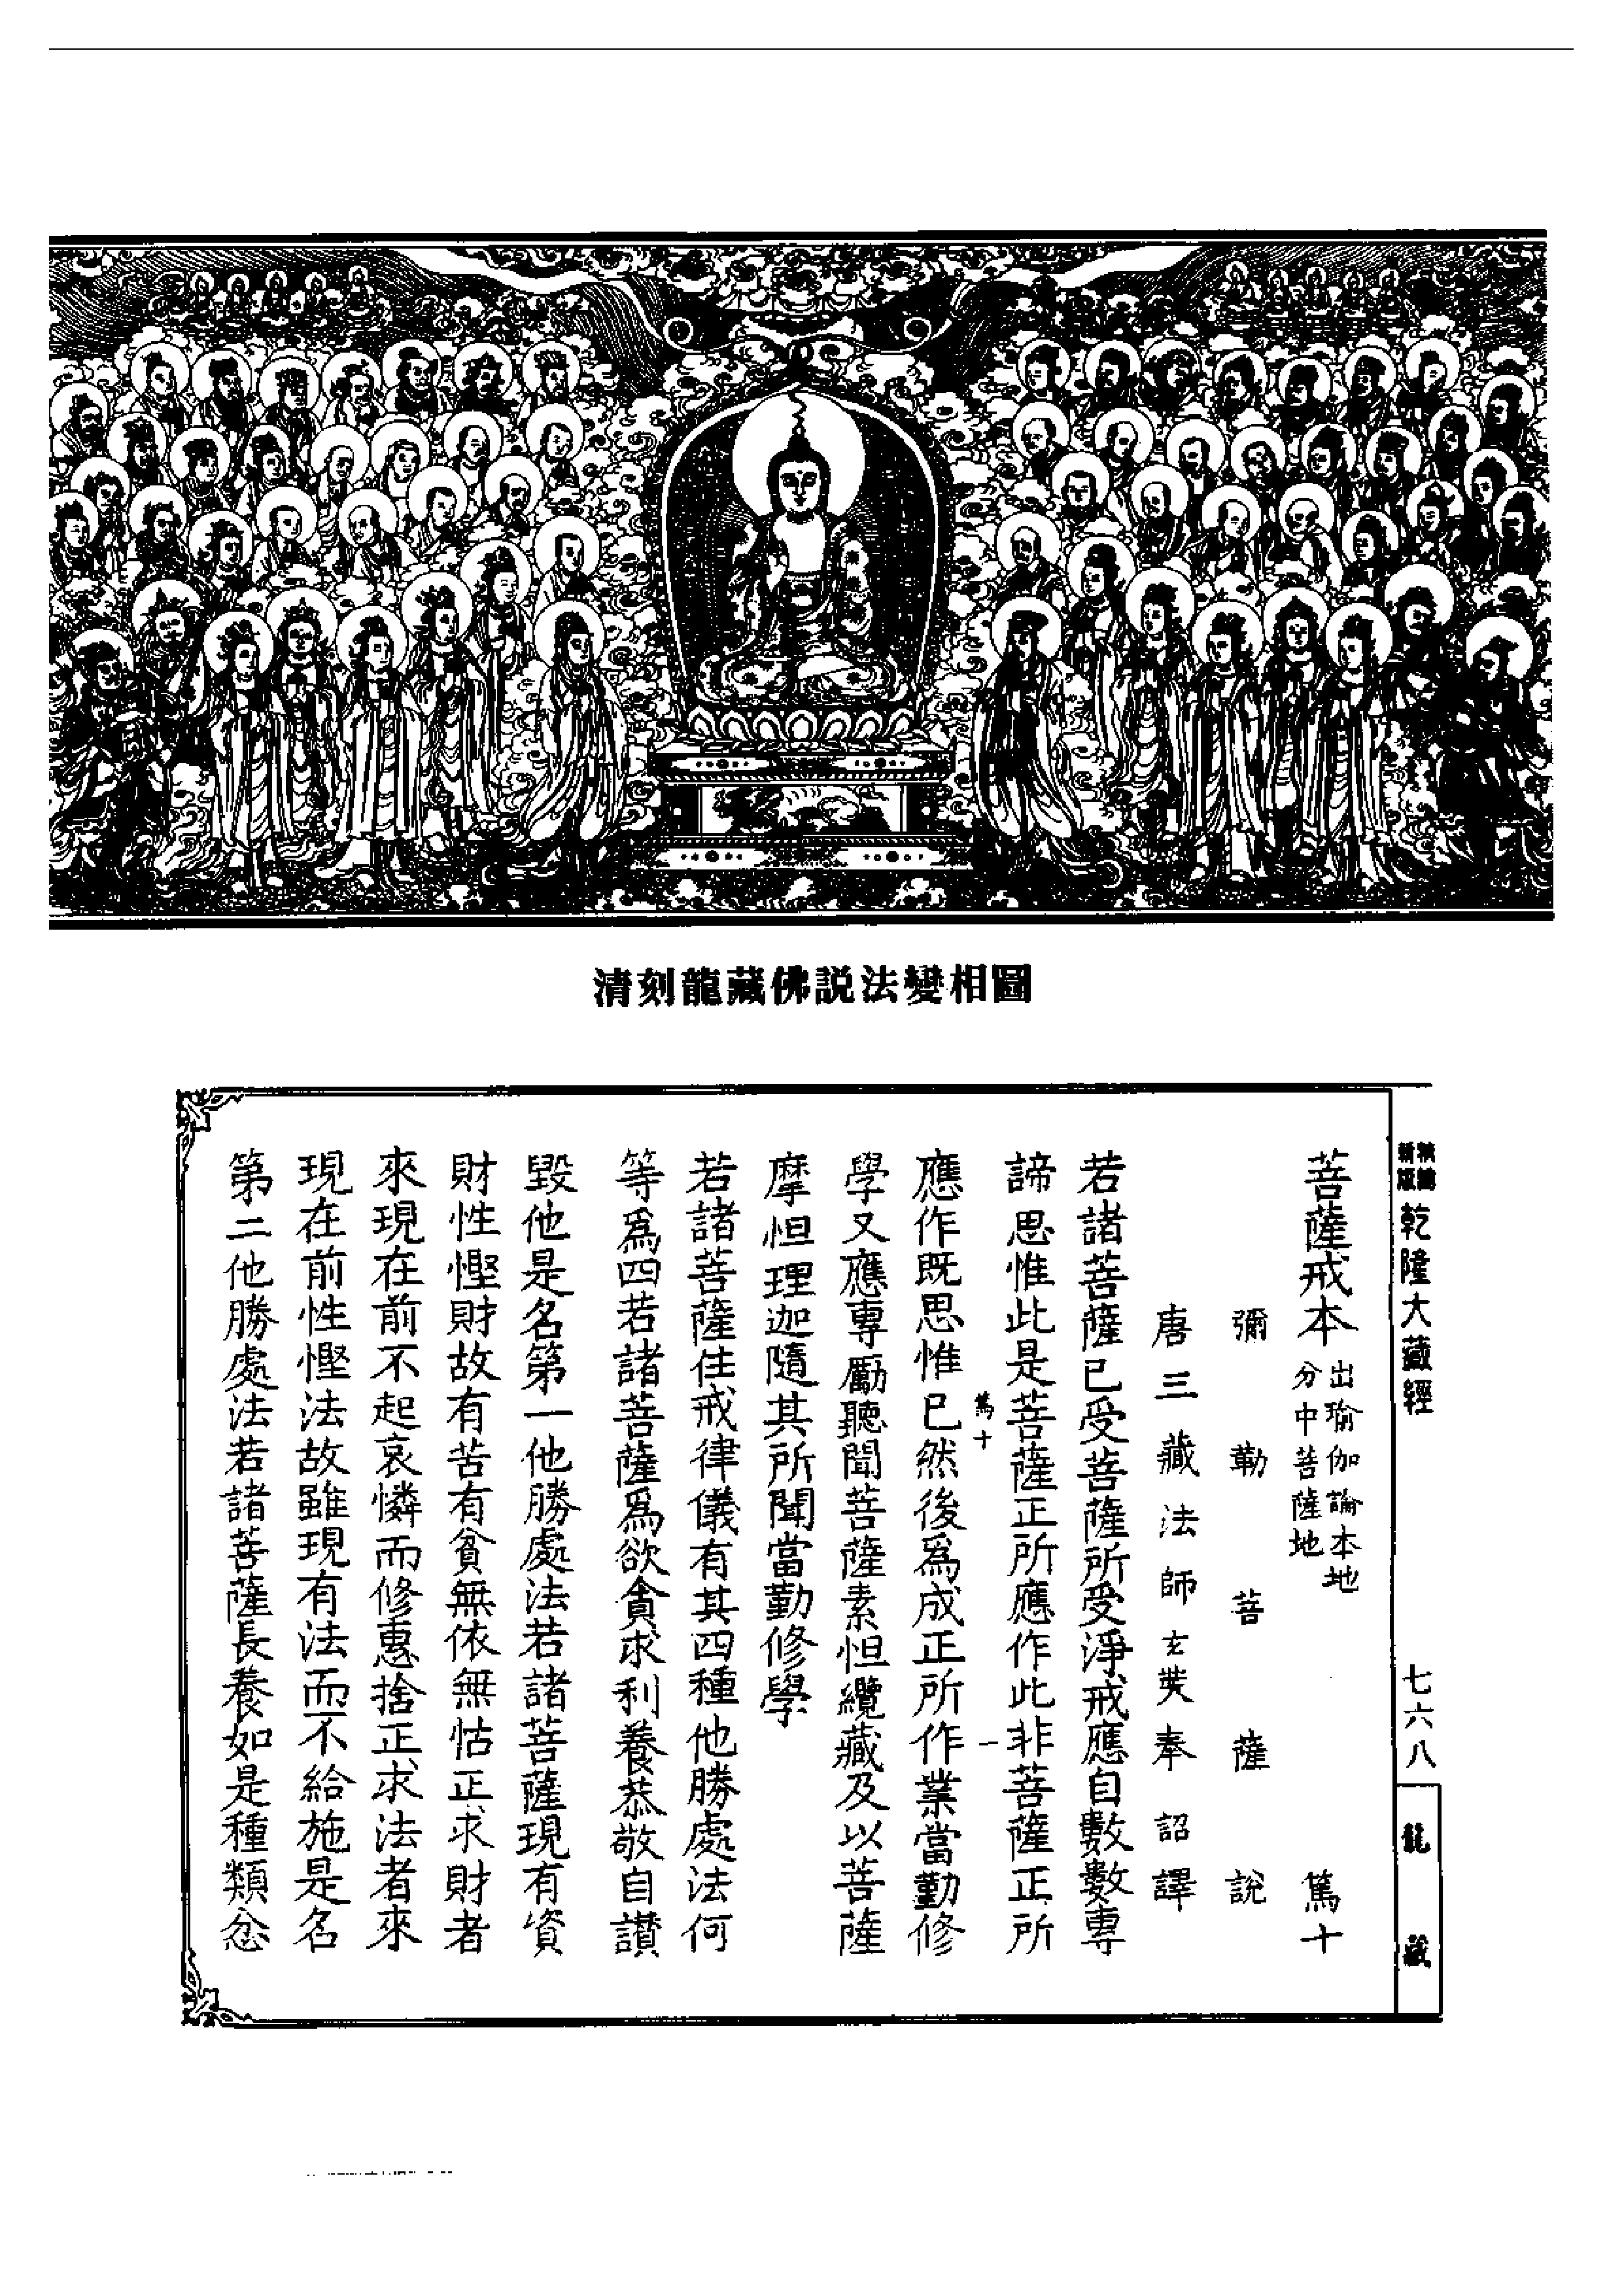 清刻龍藏佛説法變相圖
新版
精縮
乾隆大藏經
七六八
龍藏
菩薩戒本
出瑜伽論本地
分中菩薩地
篤十
彌勒菩薩說
唐三藏法師玄奘奉詔譯
若諸菩薩已受菩薩所受淨戒應自數數專
諦思惟此是菩薩正所應作此非菩薩正所
篤十
一
應作既思惟已然後爲成正所作業當勤修
學又應專勵聽聞菩薩素怛纜藏及以菩薩
摩怛理迦隨其所聞當勤修學
若諸菩薩住戒律儀有其四種他勝處法何
等爲四若諸菩薩爲欲貪求利養恭敬自讃
毀他是名第一他勝處法若諸菩薩現有資
財性慳財故有苦有貧無依無怙正求財者
來現在前不起哀憐而修惠捨正求法者來
現在前性慳法故雖現有法而不給施是名
第二他勝處法若諸菩薩長養如是種類忿